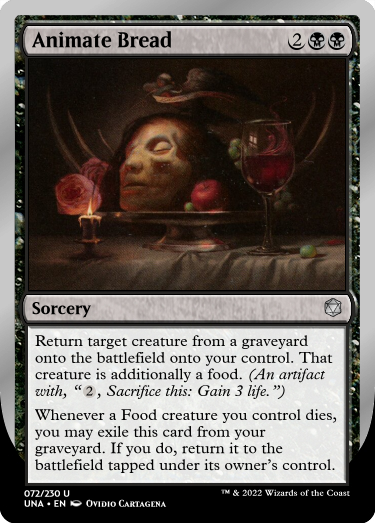 Animate Bread 2
Sorcery
Return target creature from a graveyard
onto the battlefield onto your control. That
creature is additionally a food. (An artifact
with, “2, Sacrifice this: Gain 3 life.”)
Whenever a Food creature you control dies,
you may exile this card from your
graveyard. If you do, return it to the
battlefield tapped under its owner's control.
072/230 U
UNA • EN Ovidio Cartagena
™ & 2022 Wizards of the Coast